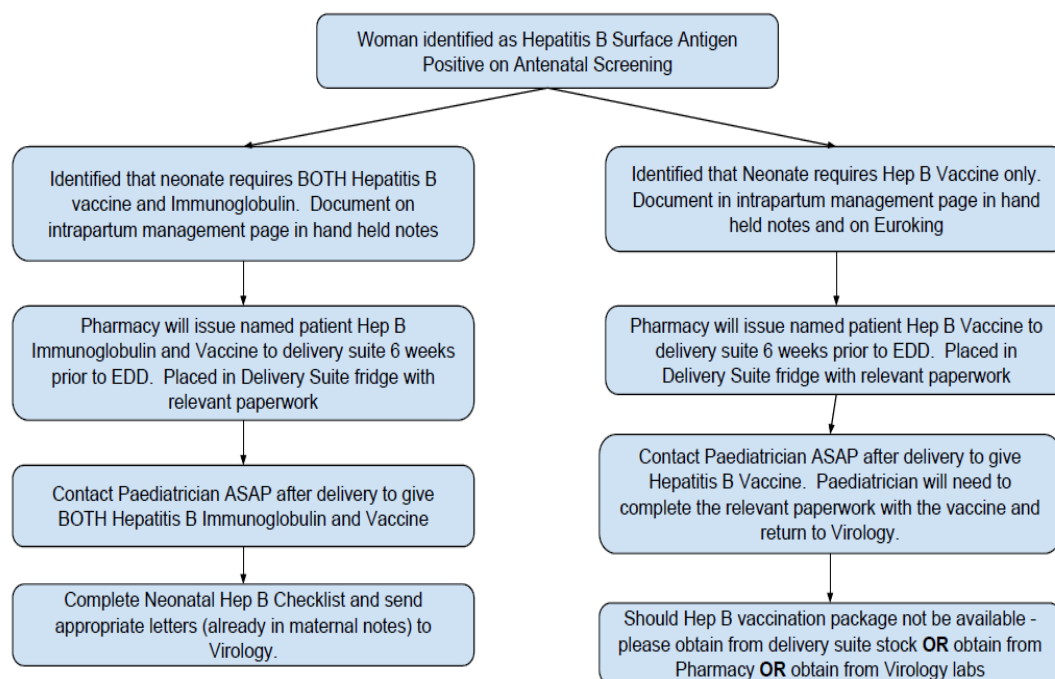 Woman identified as Hepatitis B Surface Antigen
Positive on Antenatal Screening
Identified that neonate requires BOTH Hepatitis B
vaccine and Immunoglobulin. Document on
intrapartum management page in hand held notes
Pharmacy will issue named patient Hep B
Immunoglobulin and Vaccine to delivery suite 6 weeks
prior to EDD. Placed in Delivery Suite fridge with
relevant paperwork
Contact Paediatrician ASAP after delivery to give
BOTH Hepatitis B Immunoglobulin and Vaccine
Complete Neonatal Hep B Checklist and send
appropriate letters (already in maternal notes) to
Virology.
Identified that Neonate requires Hep B Vaccine only.
Document in intrapartum management page in hand
held notes and on Euroking
Pharmacy will issue named patient Hep B Vaccine to
delivery suite 6 weeks prior to EDD. Placed in
Delivery Suite fridge with relevant paperwork
Contact Paediatrician ASAP after delivery to give
Hepatitis B Vaccine. Paediatrician will need to
complete the relevant paperwork with the vaccine and
return to Virology.
Should Hep B vaccination package not be available -
please obtain from delivery suite stock OR obtain from
Pharmacy OR obtain from Virology labs